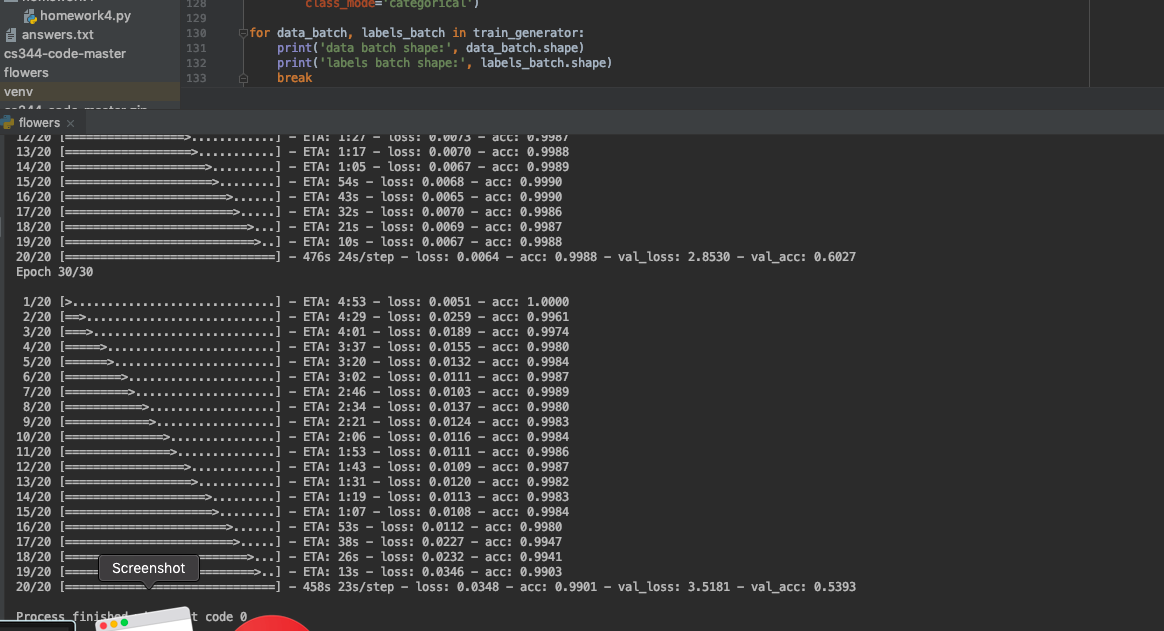 homework4.py
answers.txt
cs344-code-master
flowers
venv
128 class_mode='categorical')
129
130 for data_batch, labels_batch in train_generator:
131 print('data batch shape:', data_batch.shape)
132 print('labels batch shape:', labels_batch.shape)
133 break
flowers ×
12/20 [=================>............] - ETA: 1:27 - loss: 0.0073 - acc: 0.9987
13/20 [==================>...........] - ETA: 1:17 - loss: 0.0070 - acc: 0.9988
14/20 [====================>.........] - ETA: 1:05 - loss: 0.0067 - acc: 0.9989
15/20 [=====================>........] - ETA: 54s - loss: 0.0068 - acc: 0.9990
16/20 [=======================>......] - ETA: 43s - loss: 0.0065 - acc: 0.9990
17/20 [========================>.....] - ETA: 32s - loss: 0.0070 - acc: 0.9986
18/20 [==========================>...] - ETA: 21s - loss: 0.0069 - acc: 0.9987
19/20 [===========================>..] - ETA: 10s - loss: 0.0067 - acc: 0.9988
20/20 [==============================] - 476s 24s/step - loss: 0.0064 - acc: 0.9988 - val_loss: 2.8530 - val_acc: 0.6027
Epoch 30/30
1/20 [>.............................] - ETA: 4:53 - loss: 0.0051 - acc: 1.0000
2/20 [==>...........................] - ETA: 4:29 - loss: 0.0259 - acc: 0.9961
3/20 [===>..........................] - ETA: 4:01 - loss: 0.0189 - acc: 0.9974
4/20 [=====>........................] - ETA: 3:37 - loss: 0.0155 - acc: 0.9980
5/20 [======>.......................] - ETA: 3:20 - loss: 0.0132 - acc: 0.9984
6/20 [========>.....................] - ETA: 3:02 - loss: 0.0111 - acc: 0.9987
7/20 [=========>....................] - ETA: 2:46 - loss: 0.0103 - acc: 0.9989
8/20 [===========>..................] - ETA: 2:34 - loss: 0.0137 - acc: 0.9980
9/20 [============>.................] - ETA: 2:21 - loss: 0.0124 - acc: 0.9983
10/20 [==============>...............] - ETA: 2:06 - loss: 0.0116 - acc: 0.9984
11/20 [===============>..............] - ETA: 1:53 - loss: 0.0111 - acc: 0.9986
12/20 [=================>............] - ETA: 1:43 - loss: 0.0109 - acc: 0.9987
13/20 [==================>...........] - ETA: 1:31 - loss: 0.0120 - acc: 0.9982
14/20 [====================>.........] - ETA: 1:19 - loss: 0.0113 - acc: 0.9983
15/20 [=====================>........] - ETA: 1:07 - loss: 0.0108 - acc: 0.9984
16/20 [=======================>......] - ETA: 53s - loss: 0.0112 - acc: 0.9980
17/20 [========================>.....] - ETA: 38s - loss: 0.0227 - acc: 0.9947
18/20 [==========================>...] - ETA: 26s - loss: 0.0232 - acc: 0.9941
19/20 [===========================>..] - ETA: 13s - loss: 0.0346 - acc: 0.9903
20/20 [==============================] - 458s 23s/step - loss: 0.0348 - acc: 0.9901 - val_loss: 3.5181 - val_acc: 0.5393
Screenshot
Process code 0